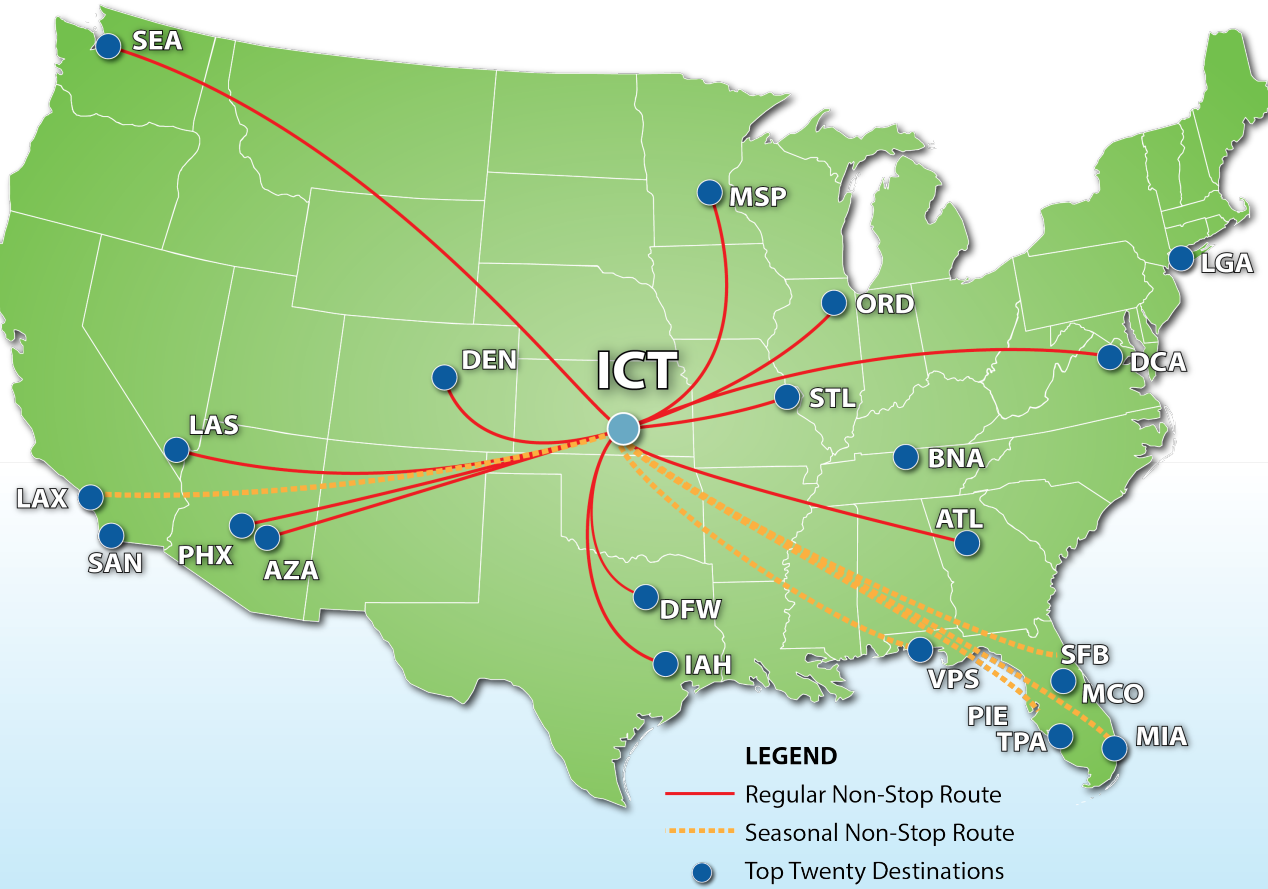 SEA
MSP
LGA
ORD
DEN
ICT
DCA
STL
LAS
BNA
LAX
ATL
SAN
PHX
AZA
DFW
SFB
IAH
VPS
MCO
PIE
TPA
MIA
LEGEND
Regular Non-Stop Route
Seasonal Non-Stop Route
Top Twenty Destinations